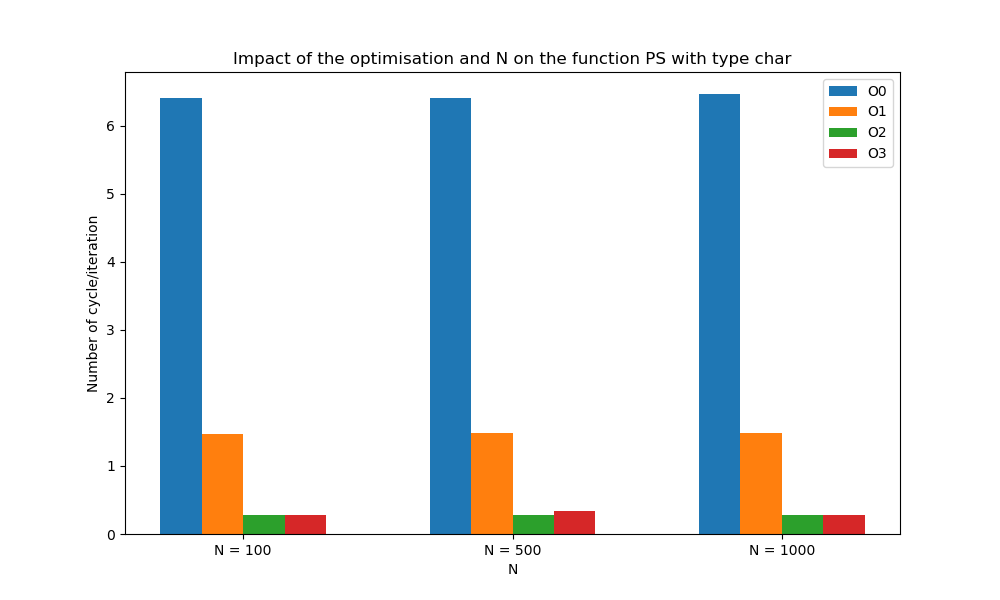 Impact of the optimisation and N on the function PS with type char
O0
O1
O2
O3
Number of cycle/iteration
6
5
4
3
2
1
0
N = 100
N = 500
N = 1000
N